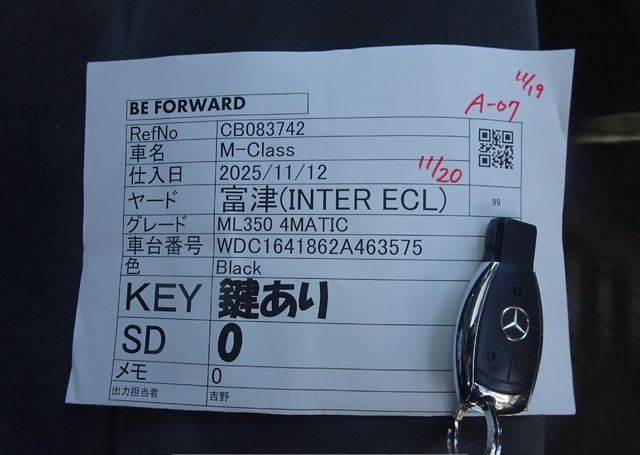 11/19
A-07
BE FORWARD
RefNo CB083742
車名 M-Class
仕入日 2025/11/12
11/20
ヤード 富津(INTER ECL)
99
グレード ML350 4MATIC
車台番号 WDC1641862A463575
色 Black
KEY 鍵あり
SD 0
メモ 0
出力担当者 吉野